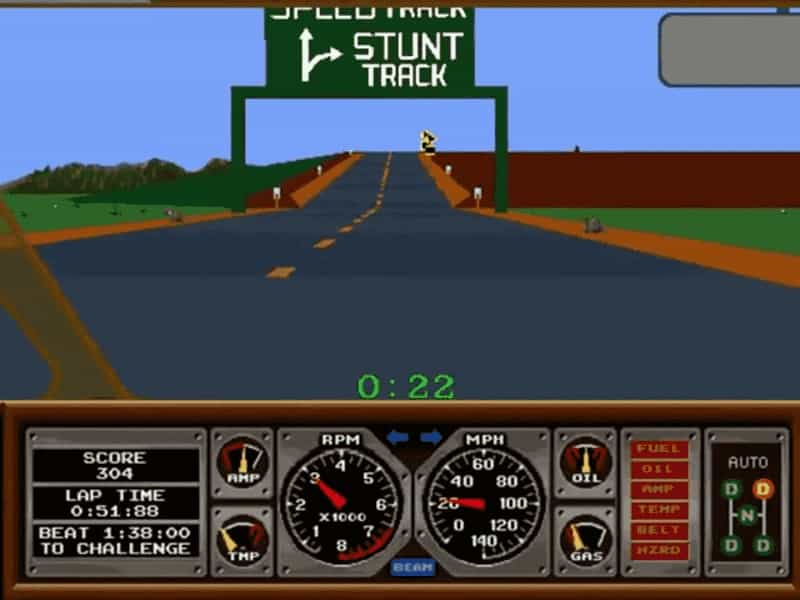 SPEED TRACK
STUNT
TRACK
0:22
SCORE
304
LAP TIME
0:51:88
BEAT 1:38:00
TO CHALLENGE
AMP
TMP
RPM
1
2
3
4
5
6
7
8
X1000
BEAM
MPH
0
20
40
60
80
100
120
140
OIL
GAS
FUEL
OIL
AMP
TEMP
BELT
HZRD
AUTO
D D
N
D D